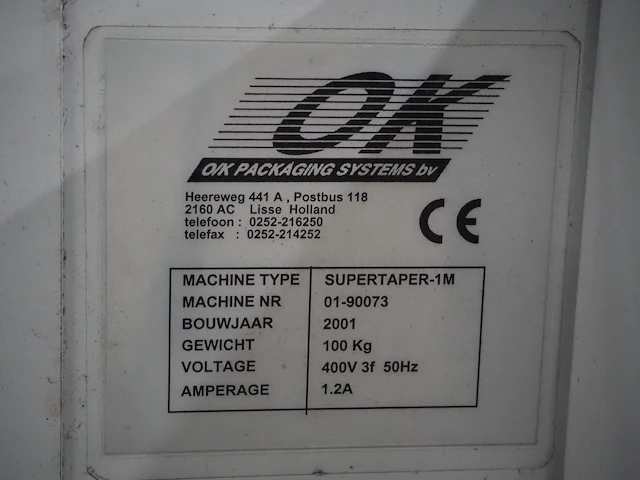 OK
O/K PACKAGING SYSTEMS bv
Heereweg 441 A , Postbus 118
2160 AC Lisse Holland
telefoon : 0252-216250
telefax : 0252-214252
CE
MACHINE TYPE SUPERTAPER-1M
MACHINE NR 01-90073
BOUWJAAR 2001
GEWICHT 100 Kg
VOLTAGE 400V 3f 50Hz
AMPERAGE 1.2A